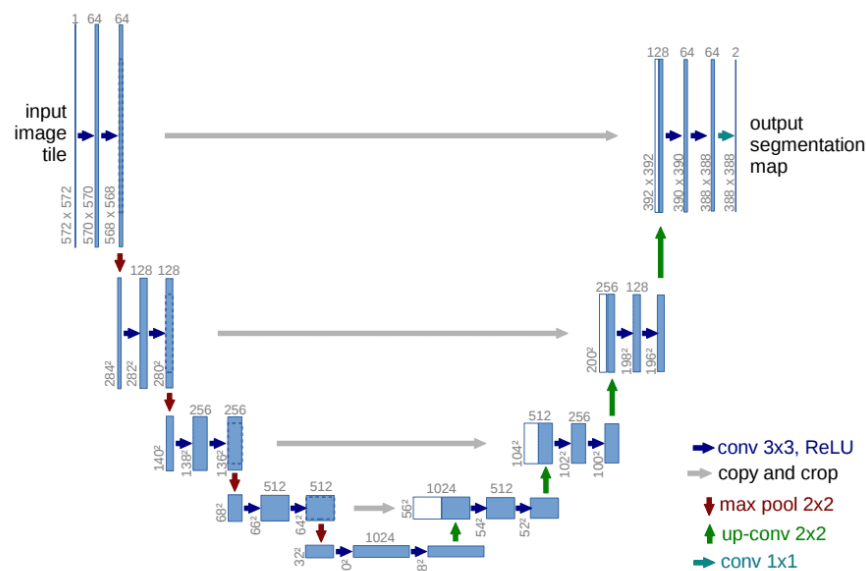 1 64 64
input
image
tile
572 x 572
570 x 570
568 x 568
128 64 64 2
output
segmentation
map
392 x 392
390 x 390
388 x 388
388 x 388
128 128
284²
282²
280²
256 128
200²
198²
196²
256 256
140²
138²
136²
512 256
104²
102²
100²
512 512
68²
66²
64²
1024 512
56²
54²
52²
1024
32²
0²
8²
conv 3x3, ReLU
copy and crop
max pool 2x2
up-conv 2x2
conv 1x1